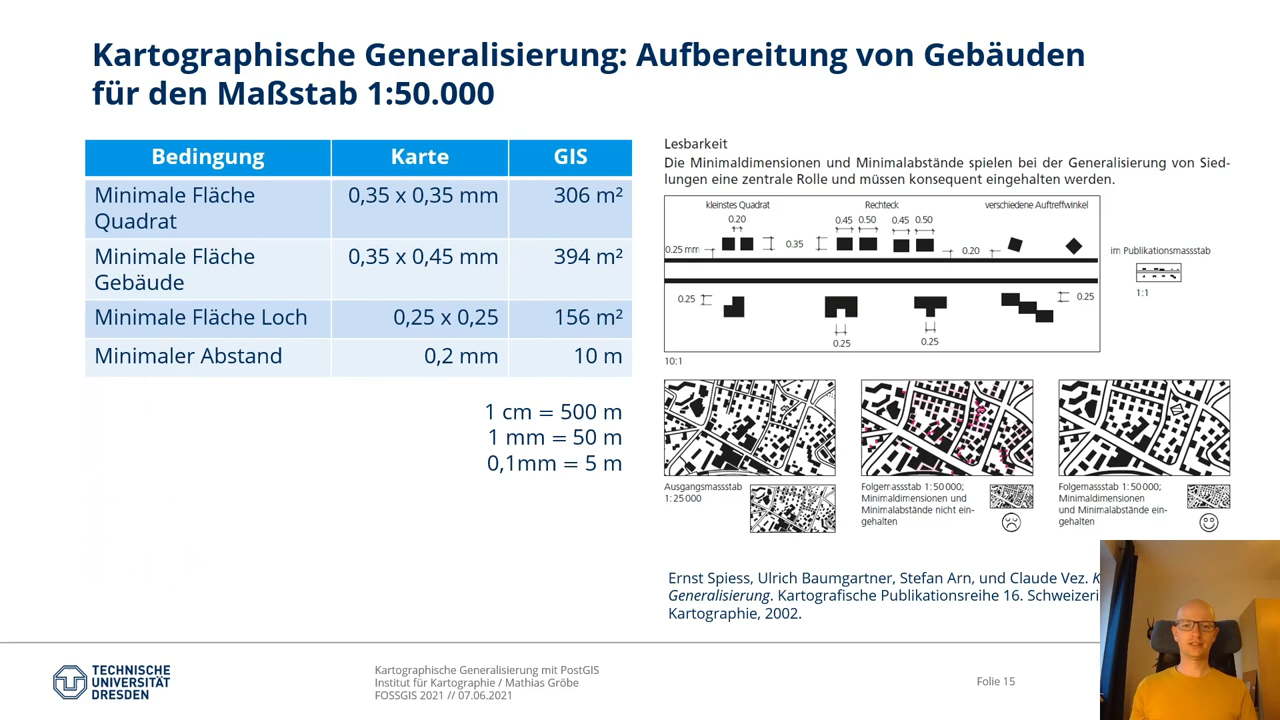 Kartographische Generalisierung: Aufbereitung von Gebäuden
für den Maßstab 1:50.000
Bedingung Karte GIS
Minimale Fläche Quadrat 0,35 x 0,35 mm 306 m²
Minimale Fläche Gebäude 0,35 x 0,45 mm 394 m²
Minimale Fläche Loch 0,25 x 0,25 156 m²
Minimaler Abstand 0,2 mm 10 m
1 cm = 500 m
1 mm = 50 m
0,1mm = 5 m
Lesbarkeit
Die Minimaldimensionen und Minimalabstände spielen bei der Generalisierung von Sied-
lungen eine zentrale Rolle und müssen konsequent eingehalten werden.
kleinstes Quadrat Rechteck verschiedene Auftreffwinkel
0.20 0.45 0.50 0.45 0.50
0.35
0.25 mm 0.20
im Publikationsmassstab
1:1
0.25 0.25
0.25 0.25
10:1
Ausgangsmassstab
1:25 000
Folgemassstab 1:50 000;
Minimaldimensionen und
Minimalabstände nicht ein-
gehalten
Folgemassstab 1:50 000;
Minimaldimensionen
und Minimalabstände ein-
gehalten
Ernst Spiess, Ulrich Baumgartner, Stefan Arn, und Claude Vez.
Generalisierung. Kartografische Publikationsreihe 16.
Kartographie, 2002.
TECHNISCHE
UNIVERSITÄT
DRESDEN
Kartographische Generalisierung mit PostGIS
Institut für Kartographie / Mathias Gröbe
FOSSGIS 2021 // 07.06.2021
Folie 15